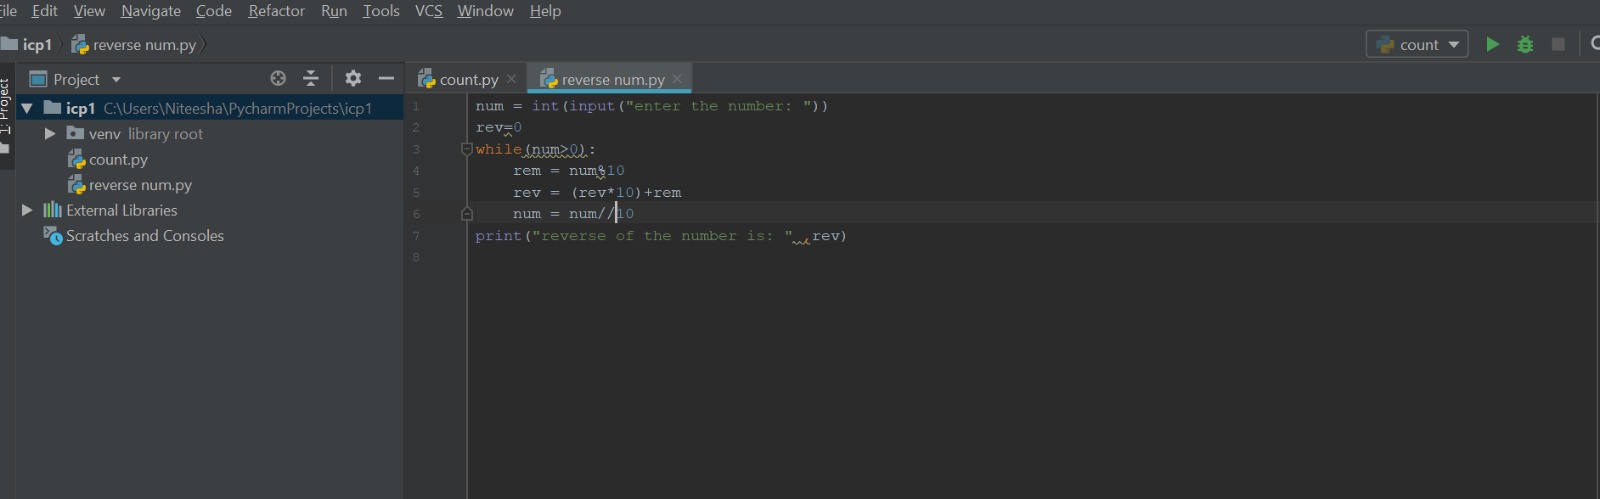 File Edit View Navigate Code Refactor Run Tools VCS Window Help
icp1 reverse num.py count
Project count.py reverse num.py
1: Project
icp1 C:\Users\Niteesha\PycharmProjects\icp1
venv library root
count.py
reverse num.py
External Libraries
Scratches and Consoles
1 num = int(input("enter the number: "))
2 rev=0
3 while(num>0):
4 rem = num%10
5 rev = (rev*10)+rem
6 num = num//10
7 print("reverse of the number is: " ,rev)
8